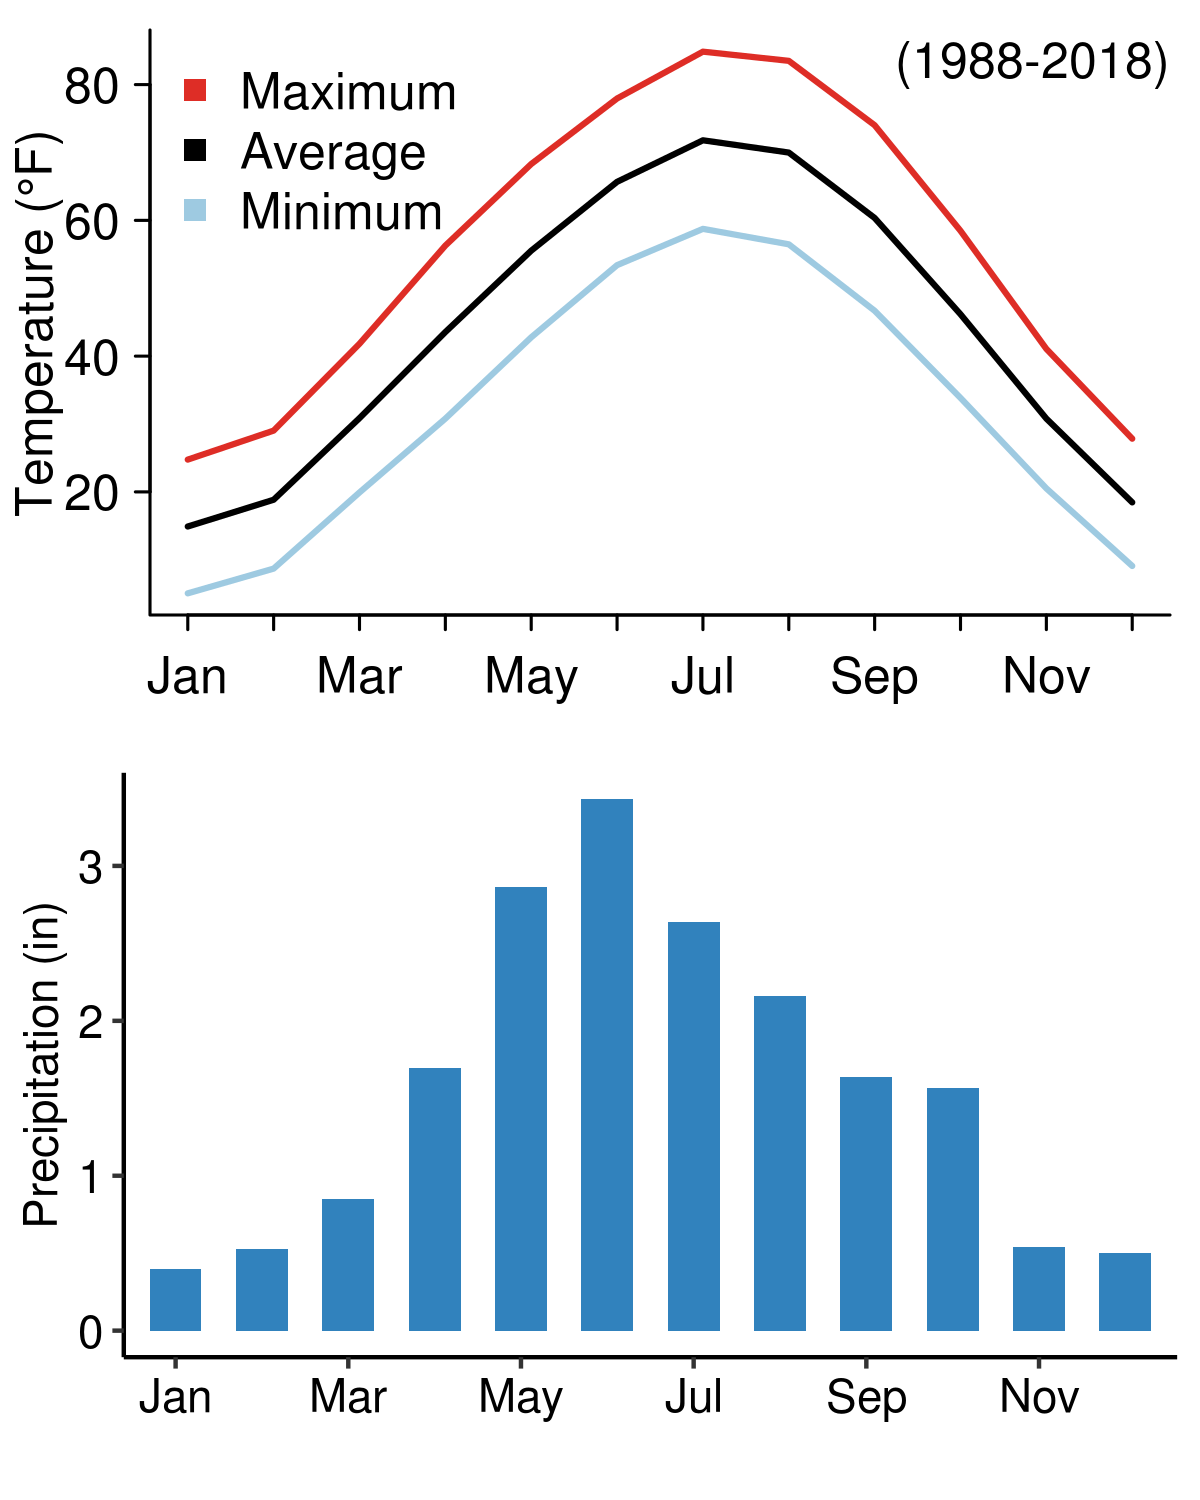 (1988-2018)
Maximum
Average
Minimum
Temperature (°F)
80
60
40
20
Jan Mar May Jul Sep Nov
Precipitation (in)
3
2
1
0
Jan Mar May Jul Sep Nov